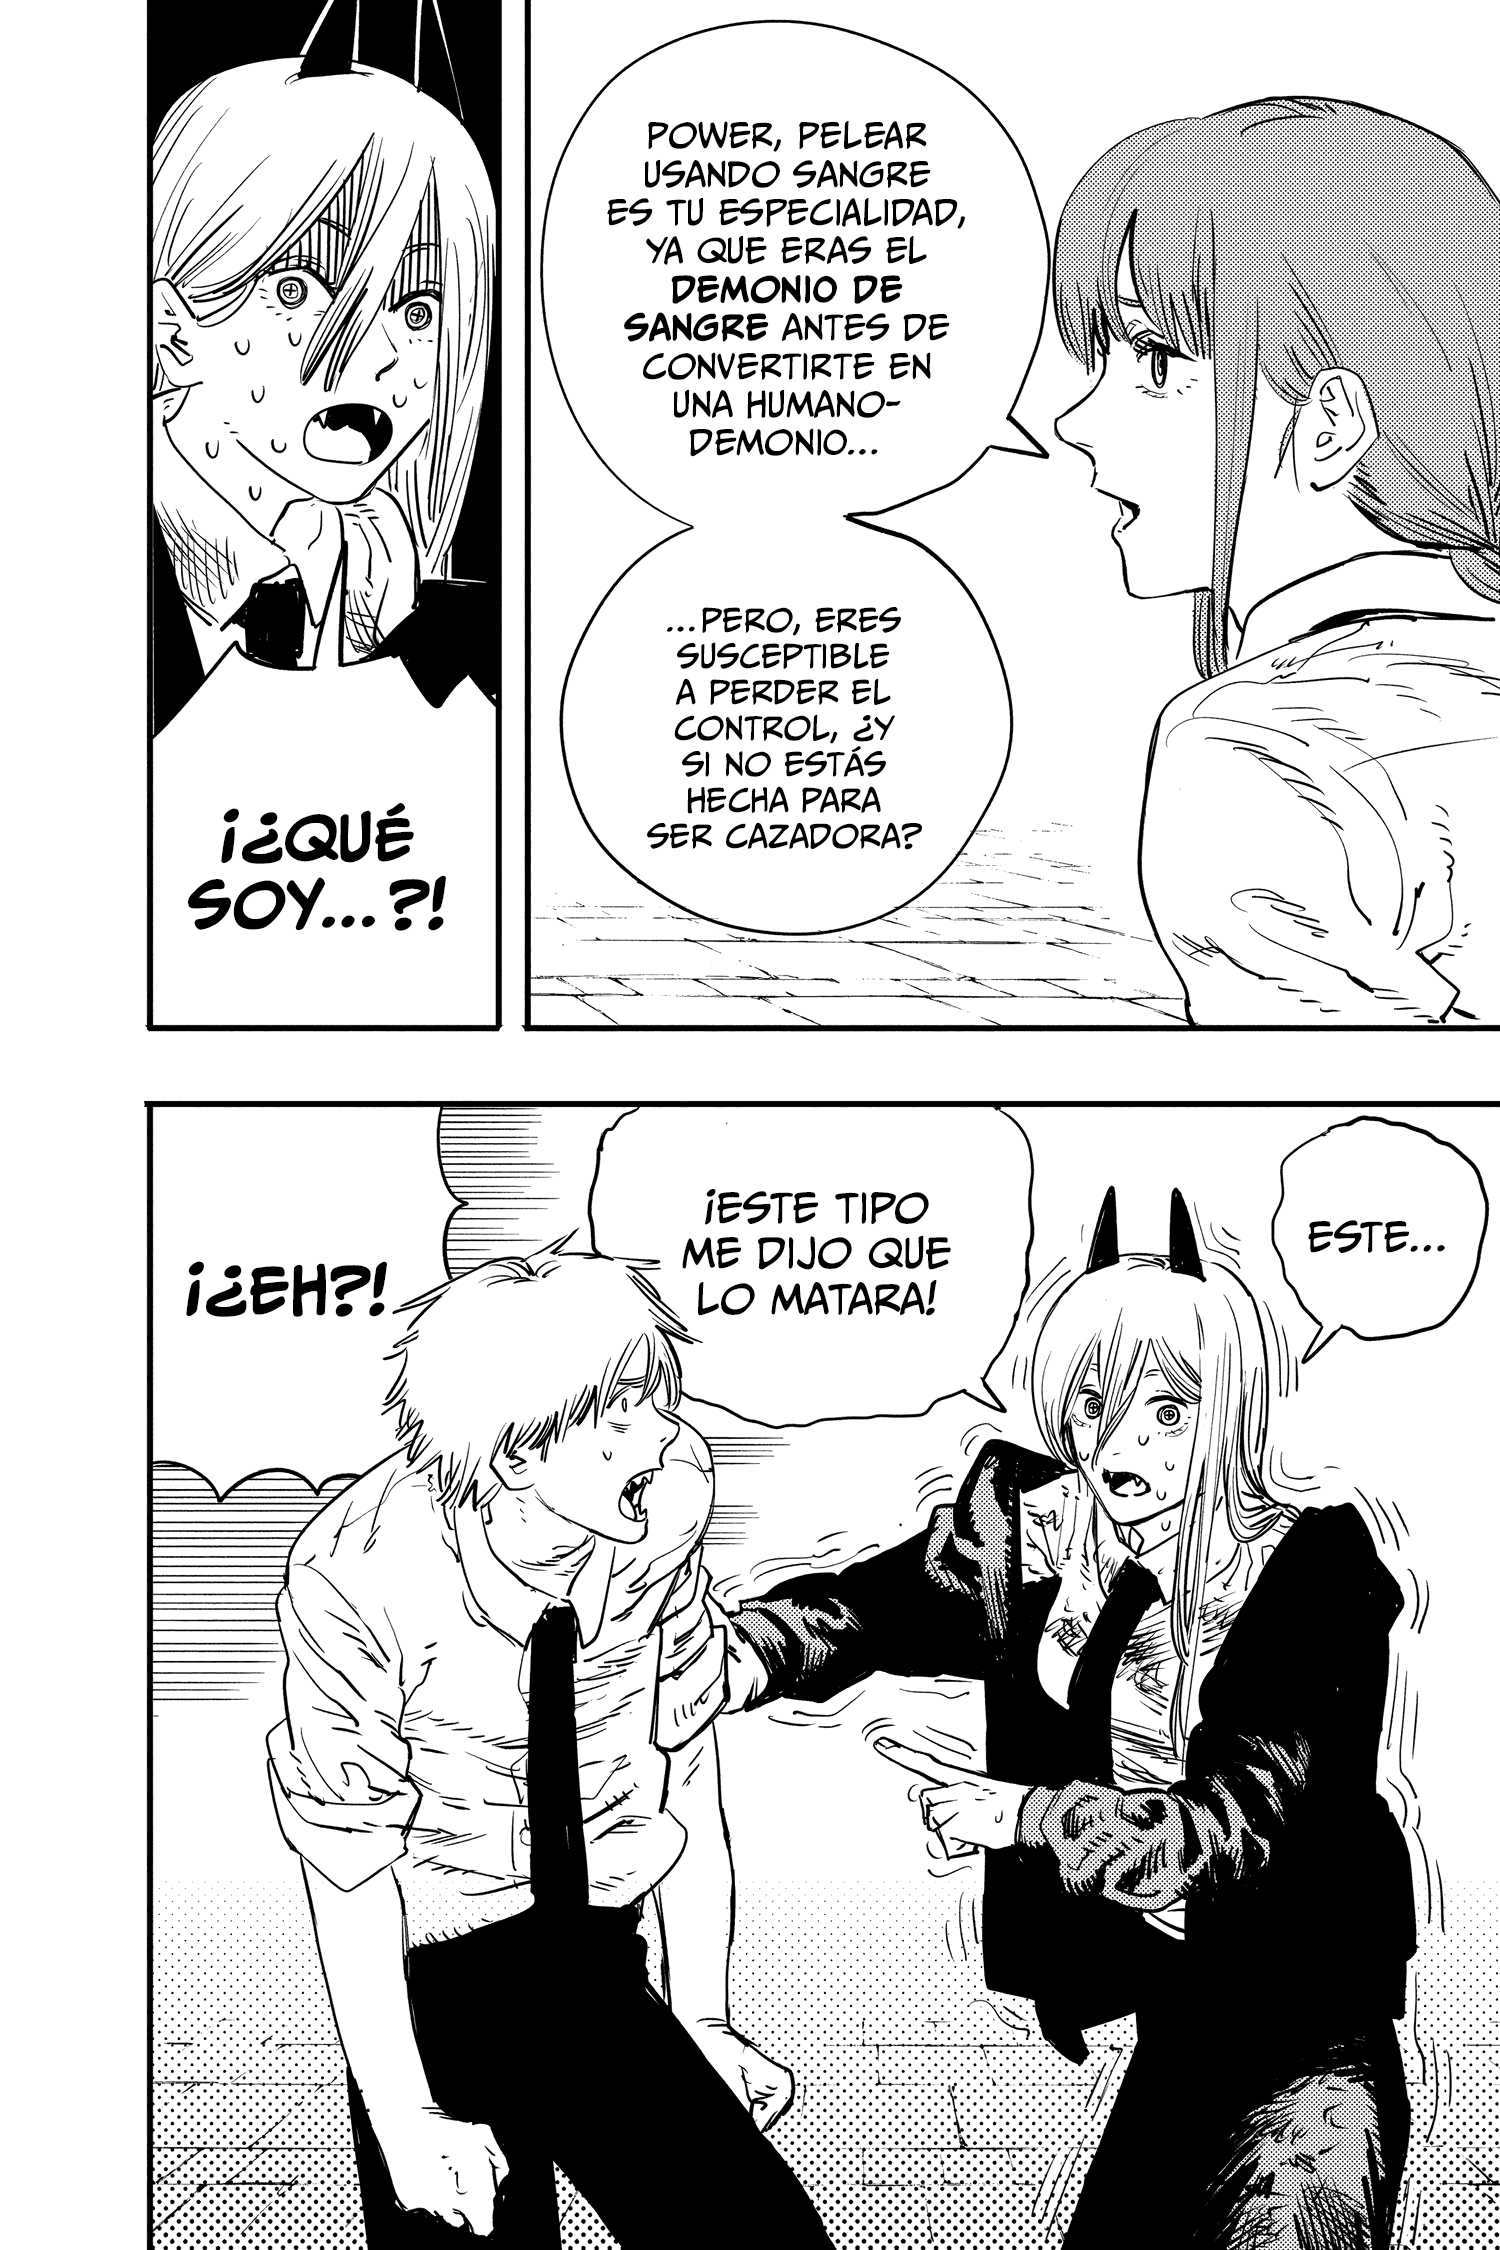 POWER, PELEAR
USANDO SANGRE
ES TU ESPECIALIDAD,
YA QUE ERAS EL
DEMONIO DE
SANGRE ANTES DE
CONVERTIRTE EN
UNA HUMANO-
DEMONIO...
...PERO, ERES
SUSCEPTIBLE
A PERDER EL
CONTROL, ¿Y
SI NO ESTÁS
HECHA PARA
SER CAZADORA?
¡¿QUÉ
SOY...?!
ESTE...
¡ESTE TIPO
ME DIJO QUE
LO MATARA!
¡¿EH?!